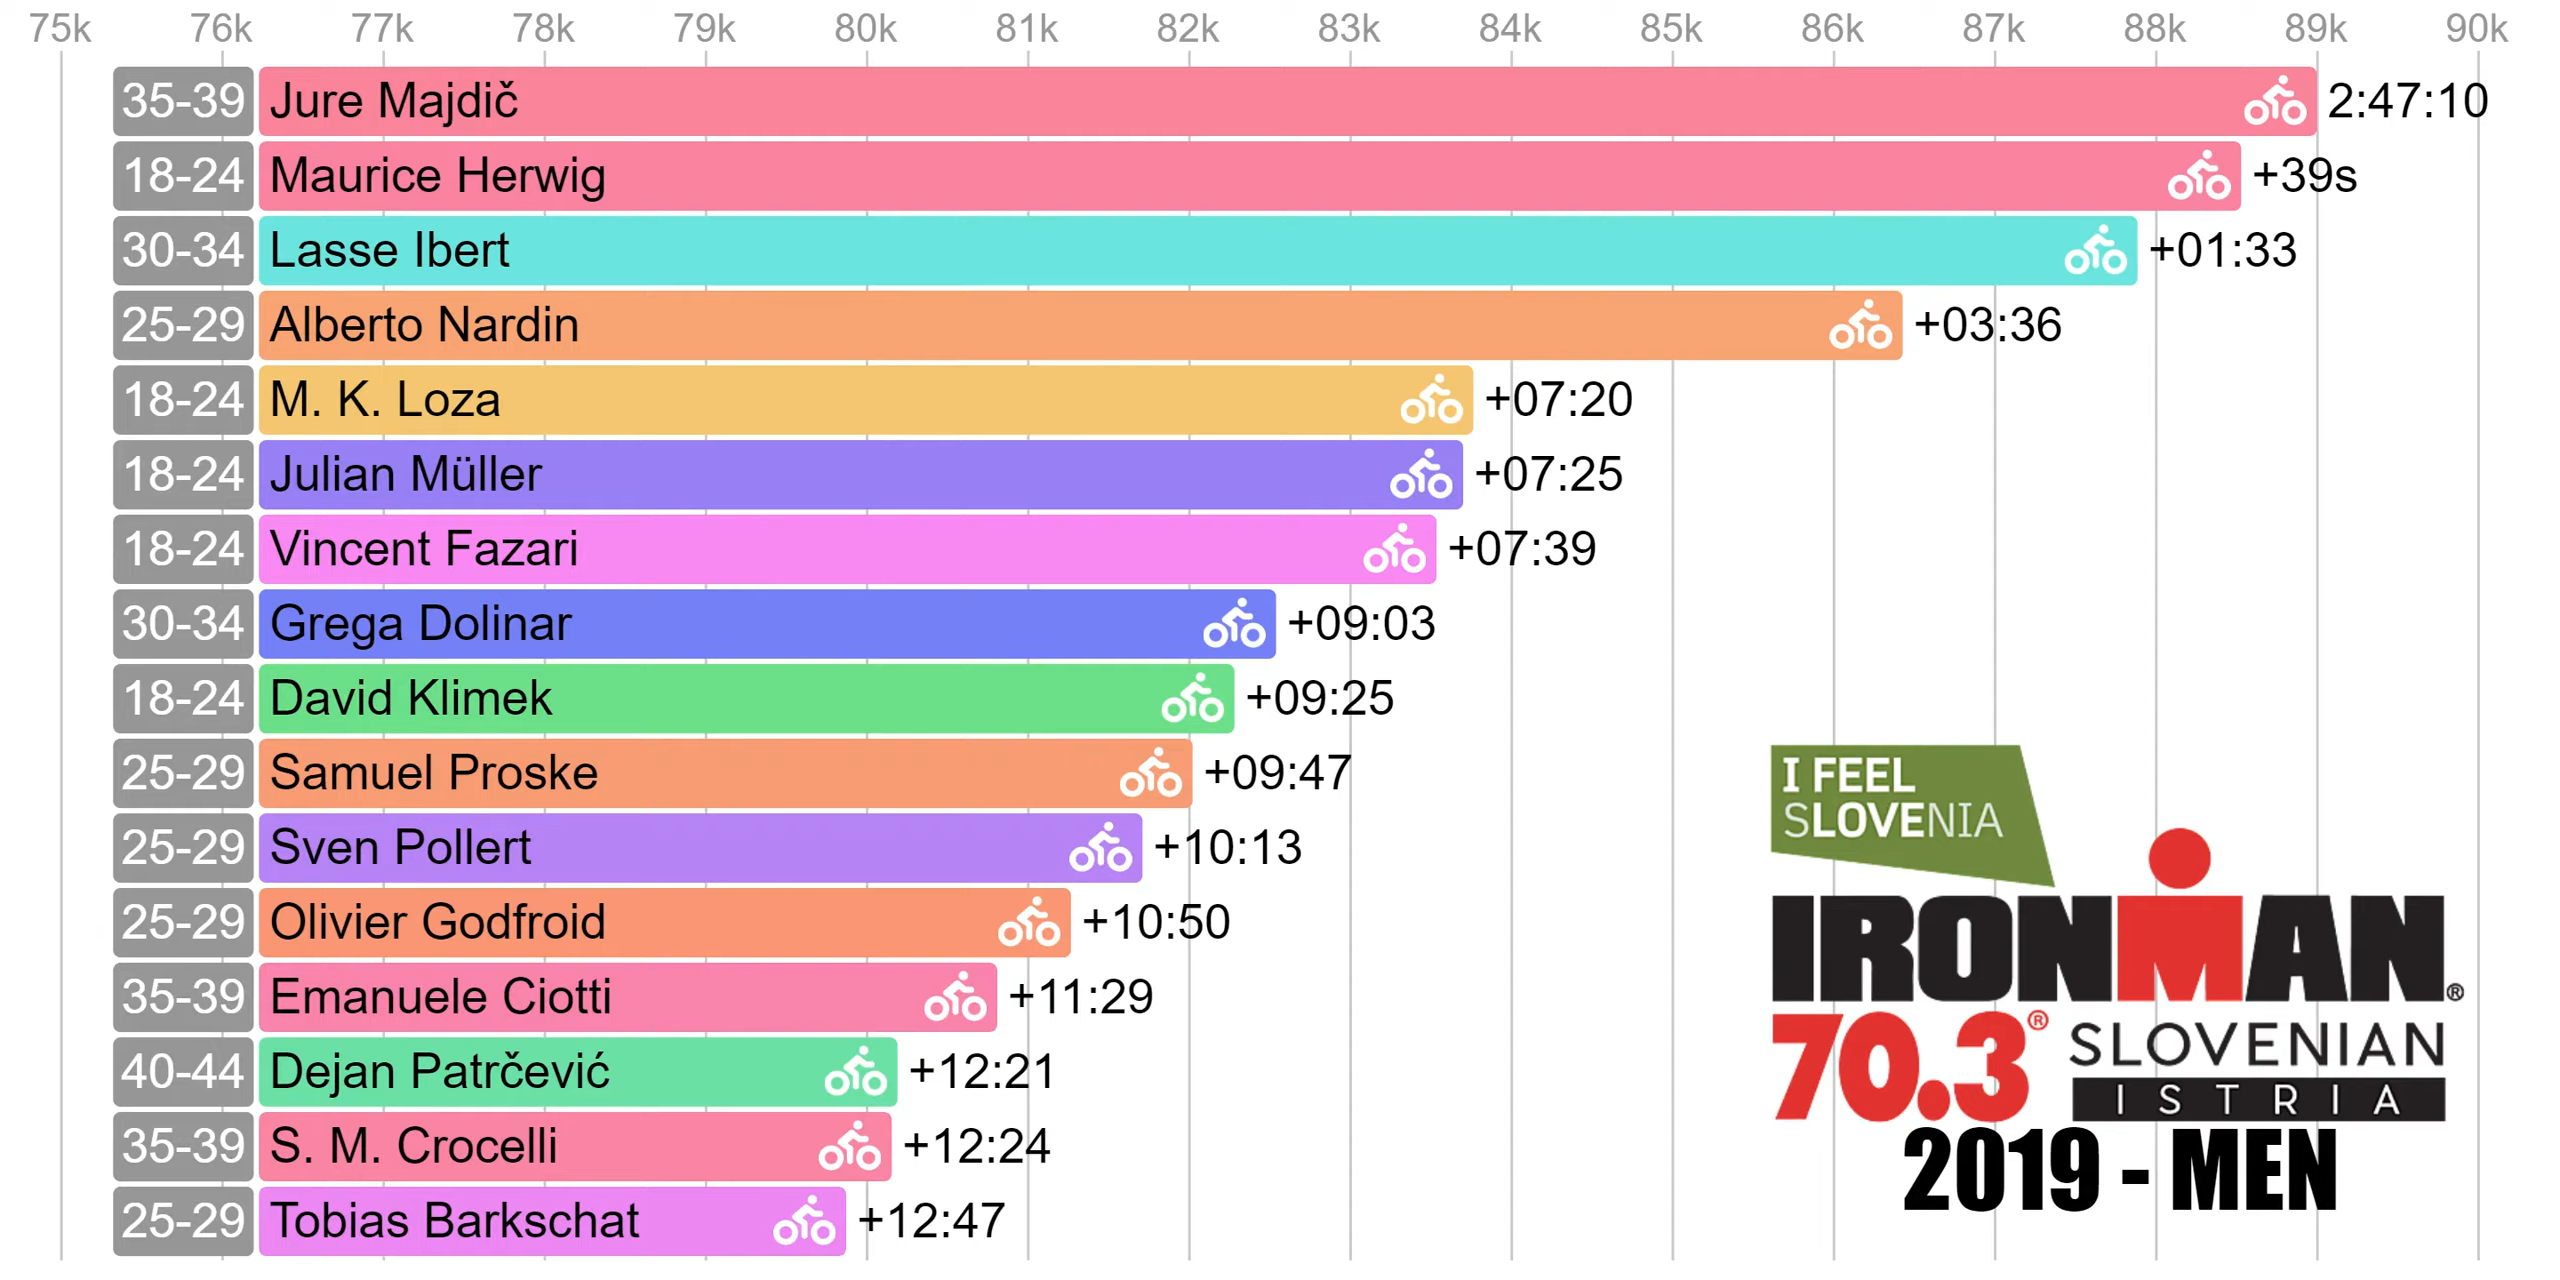 75k 76k 77k 78k 79k 80k 81k 82k 83k 84k 85k 86k 87k 88k 89k 90k
35-39 Jure Majdič 2:47:10
18-24 Maurice Herwig +39s
30-34 Lasse Ibert +01:33
25-29 Alberto Nardin +03:36
18-24 M. K. Loza +07:20
18-24 Julian Müller +07:25
18-24 Vincent Fazari +07:39
30-34 Grega Dolinar +09:03
18-24 David Klimek +09:25
25-29 Samuel Proske +09:47
25-29 Sven Pollert +10:13
25-29 Olivier Godfroid +10:50
35-39 Emanuele Ciotti +11:29
40-44 Dejan Patrčević +12:21
35-39 S. M. Crocelli +12:24
25-29 Tobias Barkschat +12:47
I FEEL
SLOVENIA
IRONMAN®
70.3® SLOVENIAN
ISTRIA
2019 - MEN